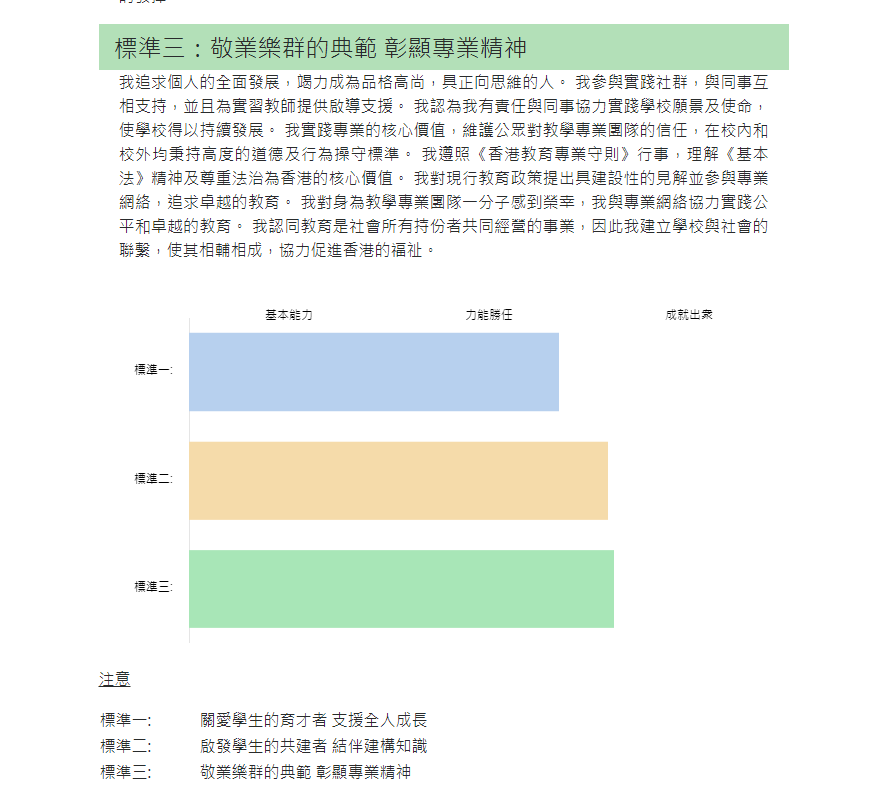 標準三：敬業樂群的典範 彰顯專業精神
我追求個人的全面發展，竭力成為品格高尚，具正向思維的人。 我參與實踐社群，與同事互
相支持，並且為實習教師提供啟導支援。 我認為我有責任與同事協力實踐學校願景及使命，
使學校得以持續發展。 我實踐專業的核心價值，維護公眾對教學專業團隊的信任，在校內和
校外均秉持高度的道德及行為操守標準。 我遵照《香港教育專業守則》行事，理解《基本
法》精神及尊重法治為香港的核心價值。 我對現行教育政策提出具建設性的見解並參與專業
網絡，追求卓越的教育。 我對身為教學專業團隊一分子感到榮幸，我與專業網絡協力實踐公
平和卓越的教育。 我認同教育是社會所有持份者共同經營的事業，因此我建立學校與社會的
聯繫，使其相輔相成，協力促進香港的福祉。
基本能力 力能勝任 成就出眾
標準一:
標準二:
標準三:
注意
標準一: 關愛學生的育才者 支援全人成長
標準二: 啟發學生的共建者 結伴建構知識
標準三: 敬業樂群的典範 彰顯專業精神